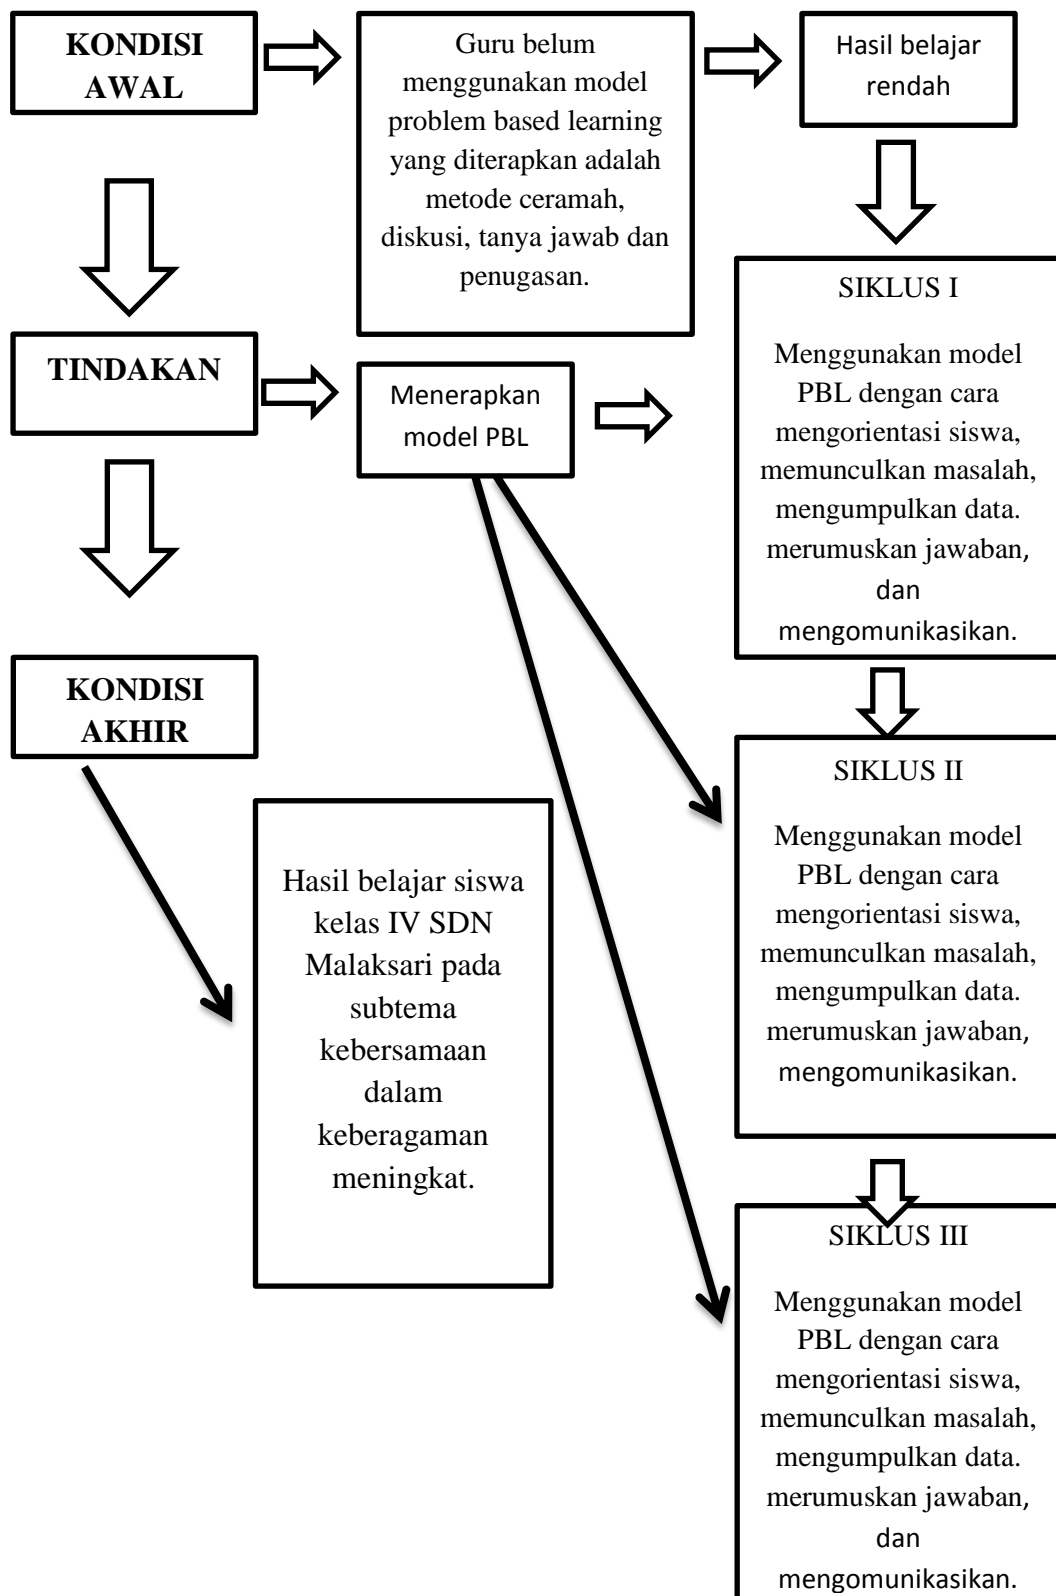 KONDISI
AWAL
Guru belum
menggunakan model
problem based learning
yang diterapkan adalah
metode ceramah,
diskusi, tanya jawab dan
penugasan.
Hasil belajar
rendah
TINDAKAN
Menerapkan
model PBL
SIKLUS I
Menggunakan model
PBL dengan cara
mengorientasi siswa,
memunculkan masalah,
mengumpulkan data.
merumuskan jawaban,
dan
mengomunikasikan.
KONDISI
AKHIR
Hasil belajar siswa
kelas IV SDN
Malaksari pada
subtema
kebersamaan
dalam
keberagaman
meningkat.
SIKLUS II
Menggunakan model
PBL dengan cara
mengorientasi siswa,
memunculkan masalah,
mengumpulkan data.
merumuskan jawaban,
mengomunikasikan.
SIKLUS III
Menggunakan model
PBL dengan cara
mengorientasi siswa,
memunculkan masalah,
mengumpulkan data.
merumuskan jawaban,
dan
mengomunikasikan.